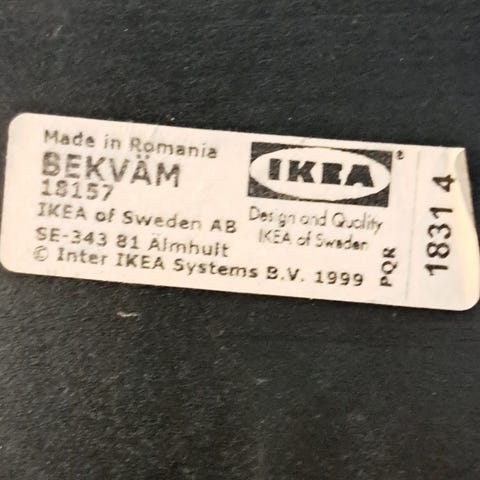 Made in Romania
BEKVÄM
18157
IKEA of Sweden AB
SE-343 81 Älmhult
© Inter IKEA Systems B.V. 1999
IKEA®
Design and Quality
IKEA of Sweden
PQR
1831 4